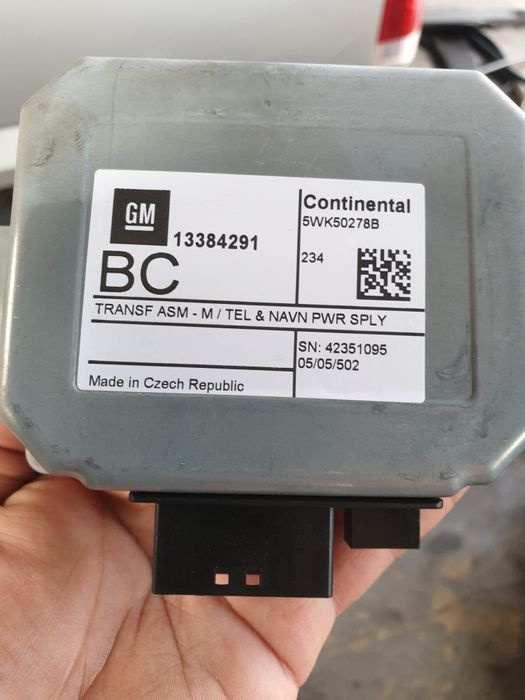 GM
13384291
BC
Continental
5WK50278B
234
TRANSF ASM - M / TEL & NAVN PWR SPLY
SN: 42351095
05/05/502
Made in Czech Republic